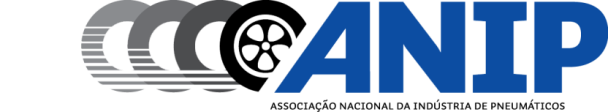 ANIP
ASSOCIAÇÃO NACIONAL DA INDÚSTRIA DE PNEUMÁTICOS